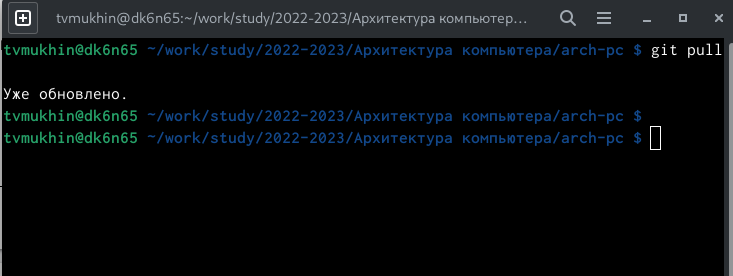 tvmukhin@dk6n65:~/work/study/2022-2023/Архитектура компьютер...
tvmukhin@dk6n65 ~/work/study/2022-2023/Архитектура компьютера/arch-pc $ git pull
Уже обновлено.
tvmukhin@dk6n65 ~/work/study/2022-2023/Архитектура компьютера/arch-pc $
tvmukhin@dk6n65 ~/work/study/2022-2023/Архитектура компьютера/arch-pc $